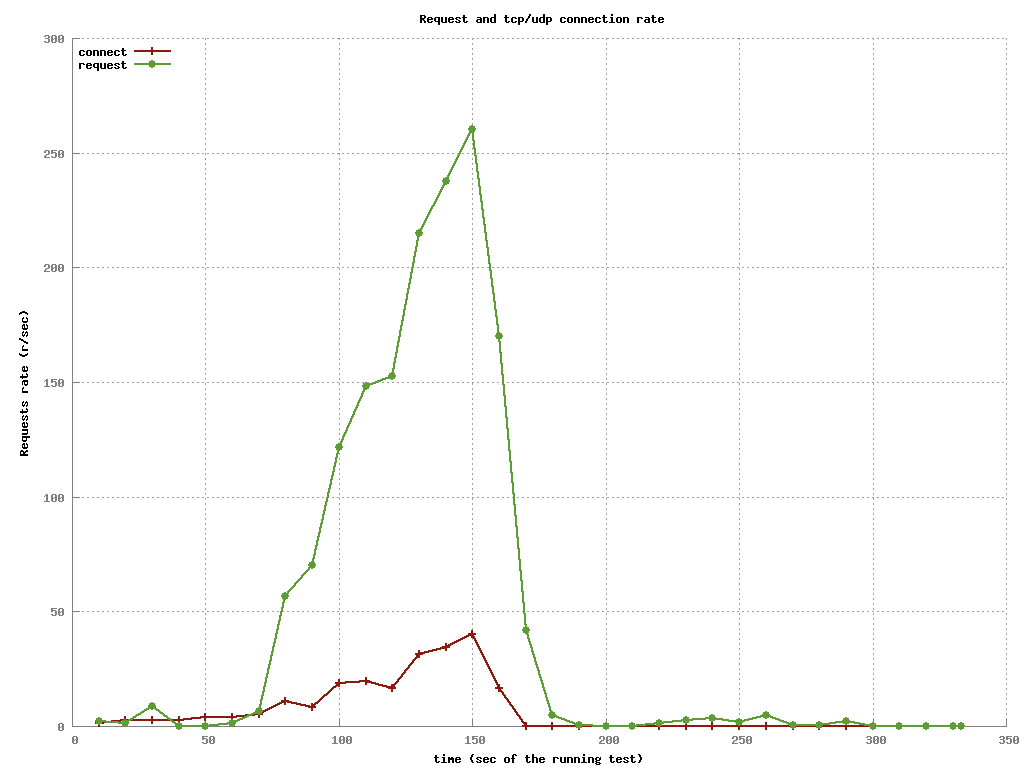 Request and tcp/udp connection rate
300
connect
request
250
200
Requests rate (r/sec)
150
100
50
0
0 50 100 150 200 250 300 350
time (sec of the running test)